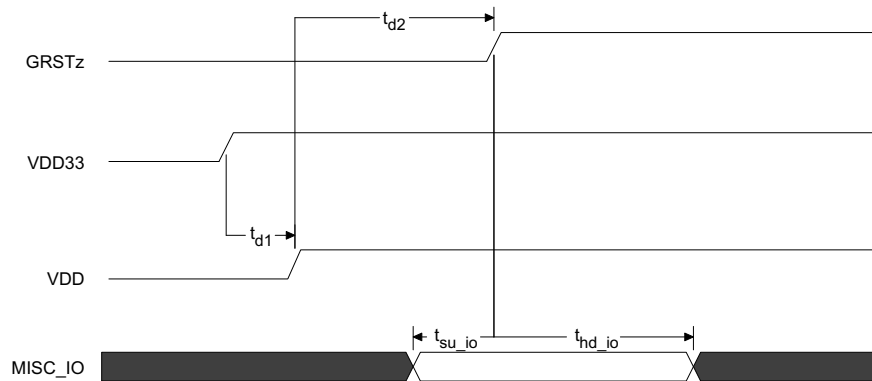 t_d2
GRSTz
VDD33
t_d1
VDD
t_su_io t_hd_io
MISC_IO